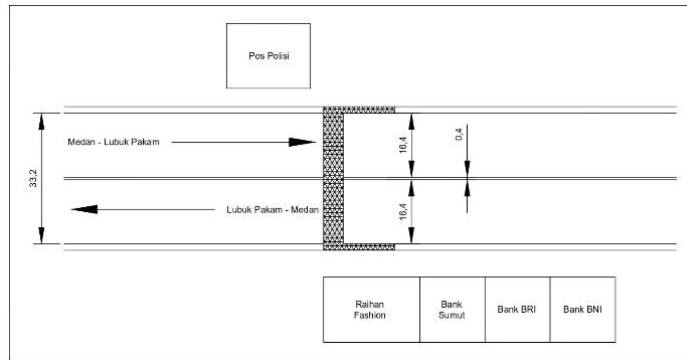 Pos Polisi
Medan - Lubuk Pakam
33,2
16,4
0,4
Lubuk Pakam - Medan
16,4
Raihan
Fashion
Bank
Sumut
Bank BRI
Bank BNI